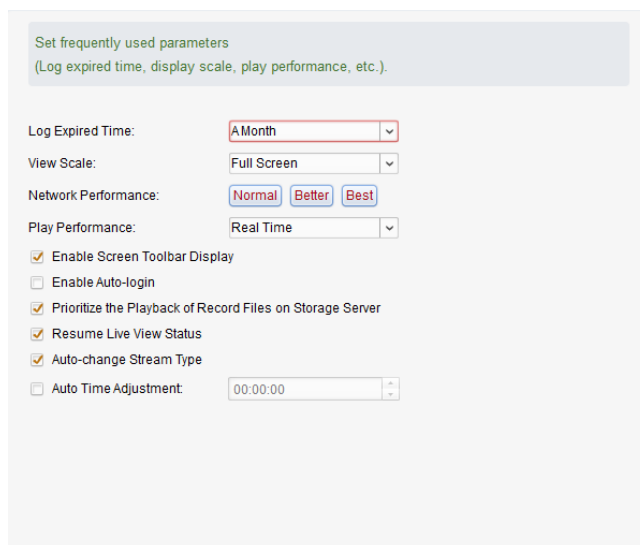 Set frequently used parameters
(Log expired time, display scale, play performance, etc.).
Log Expired Time: A Month
View Scale: Full Screen
Network Performance: Normal Better Best
Play Performance: Real Time
Enable Screen Toolbar Display
Enable Auto-login
Prioritize the Playback of Record Files on Storage Server
Resume Live View Status
Auto-change Stream Type
Auto Time Adjustment: 00:00:00